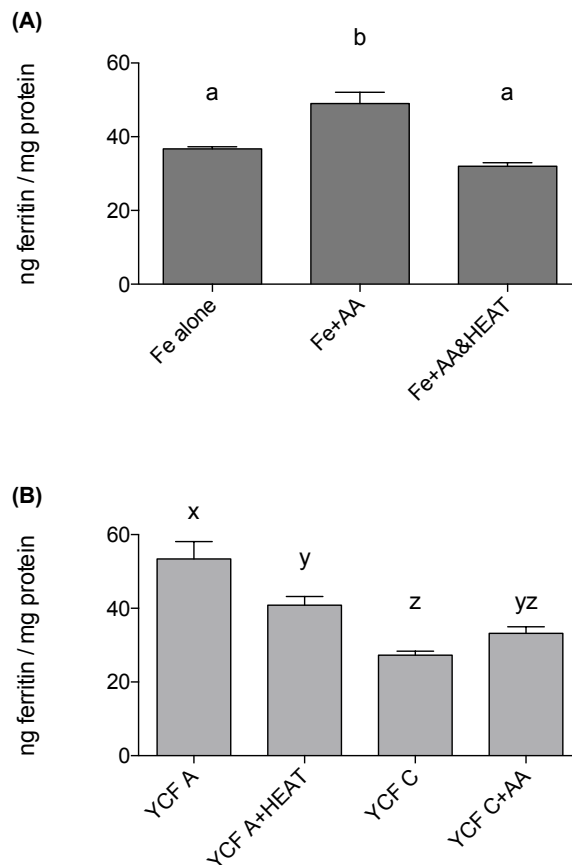 (A)
ng ferritin / mg protein
60
40
20
0
a
b
a
Fe alone
Fe+AA
Fe+AA&HEAT
(B)
ng ferritin / mg protein
60
40
20
0
x
y
z
yz
YCF A
YCF A+HEAT
YCF C
YCF C+AA